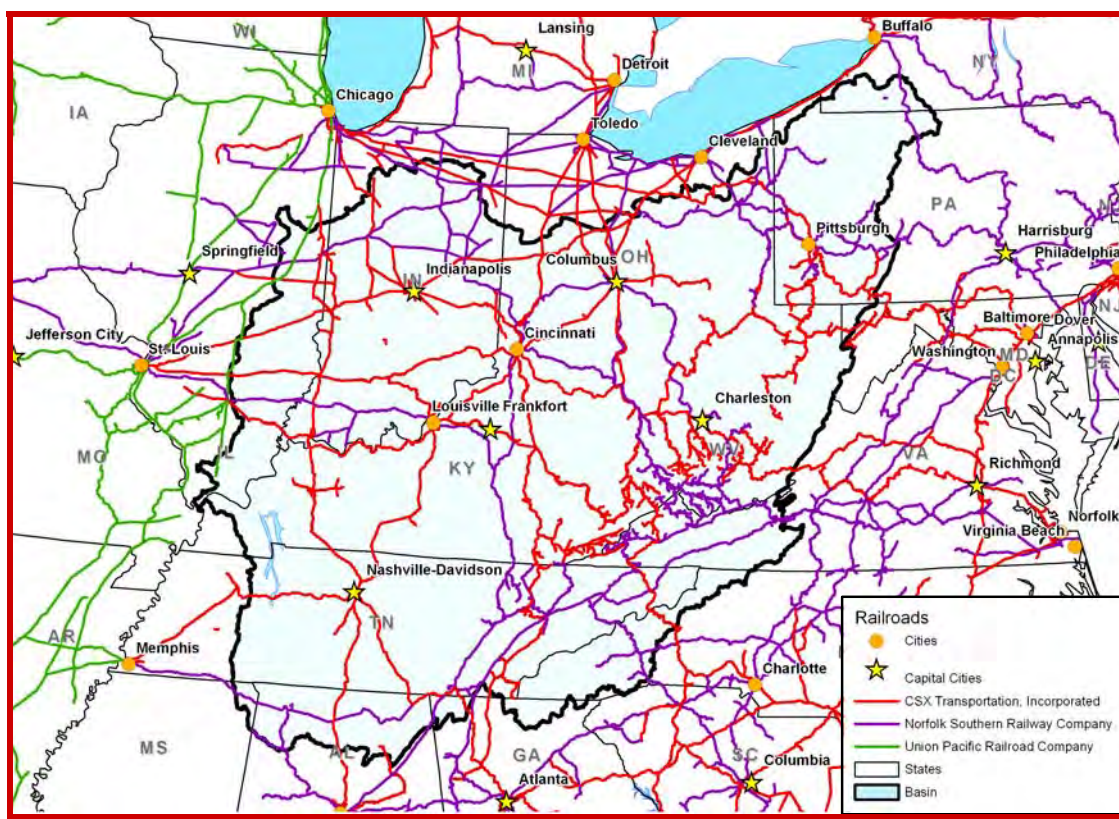 Lansing
Buffalo
WI
MI
Detroit
NY
IA
Chicago
Toledo
Cleveland
PA
Pittsburgh
Harrisburg
Philadelphia
Springfield
Columbus
OH
Indianapolis
IN
NJ
Jefferson City
St. Louis
Cincinnati
Baltimore
Dover
Washington
MD
Annapolis
DC
DE
Louisville
Frankfort
Charleston
MO
IL
KY
WV
VA
Richmond
Norfolk
Virginia Beach
Nashville-Davidson
TN
AR
Memphis
Charlotte
MS
AL
GA
SC
Columbia
Atlanta
Railroads
Cities
Capital Cities
CSX Transportation, Incorporated
Norfolk Southern Railway Company
Union Pacific Railroad Company
States
Basin